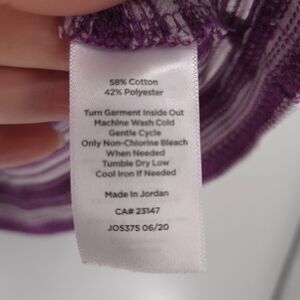 58% Cotton
42% Polyester
Turn Garment Inside Out
Machine Wash Cold
Gentle Cycle
Only Non-Chlorine Bleach
When Needed
Tumble Dry Low
Cool Iron If Needed
Made In Jordan
CA# 23147
JOS375 06/20